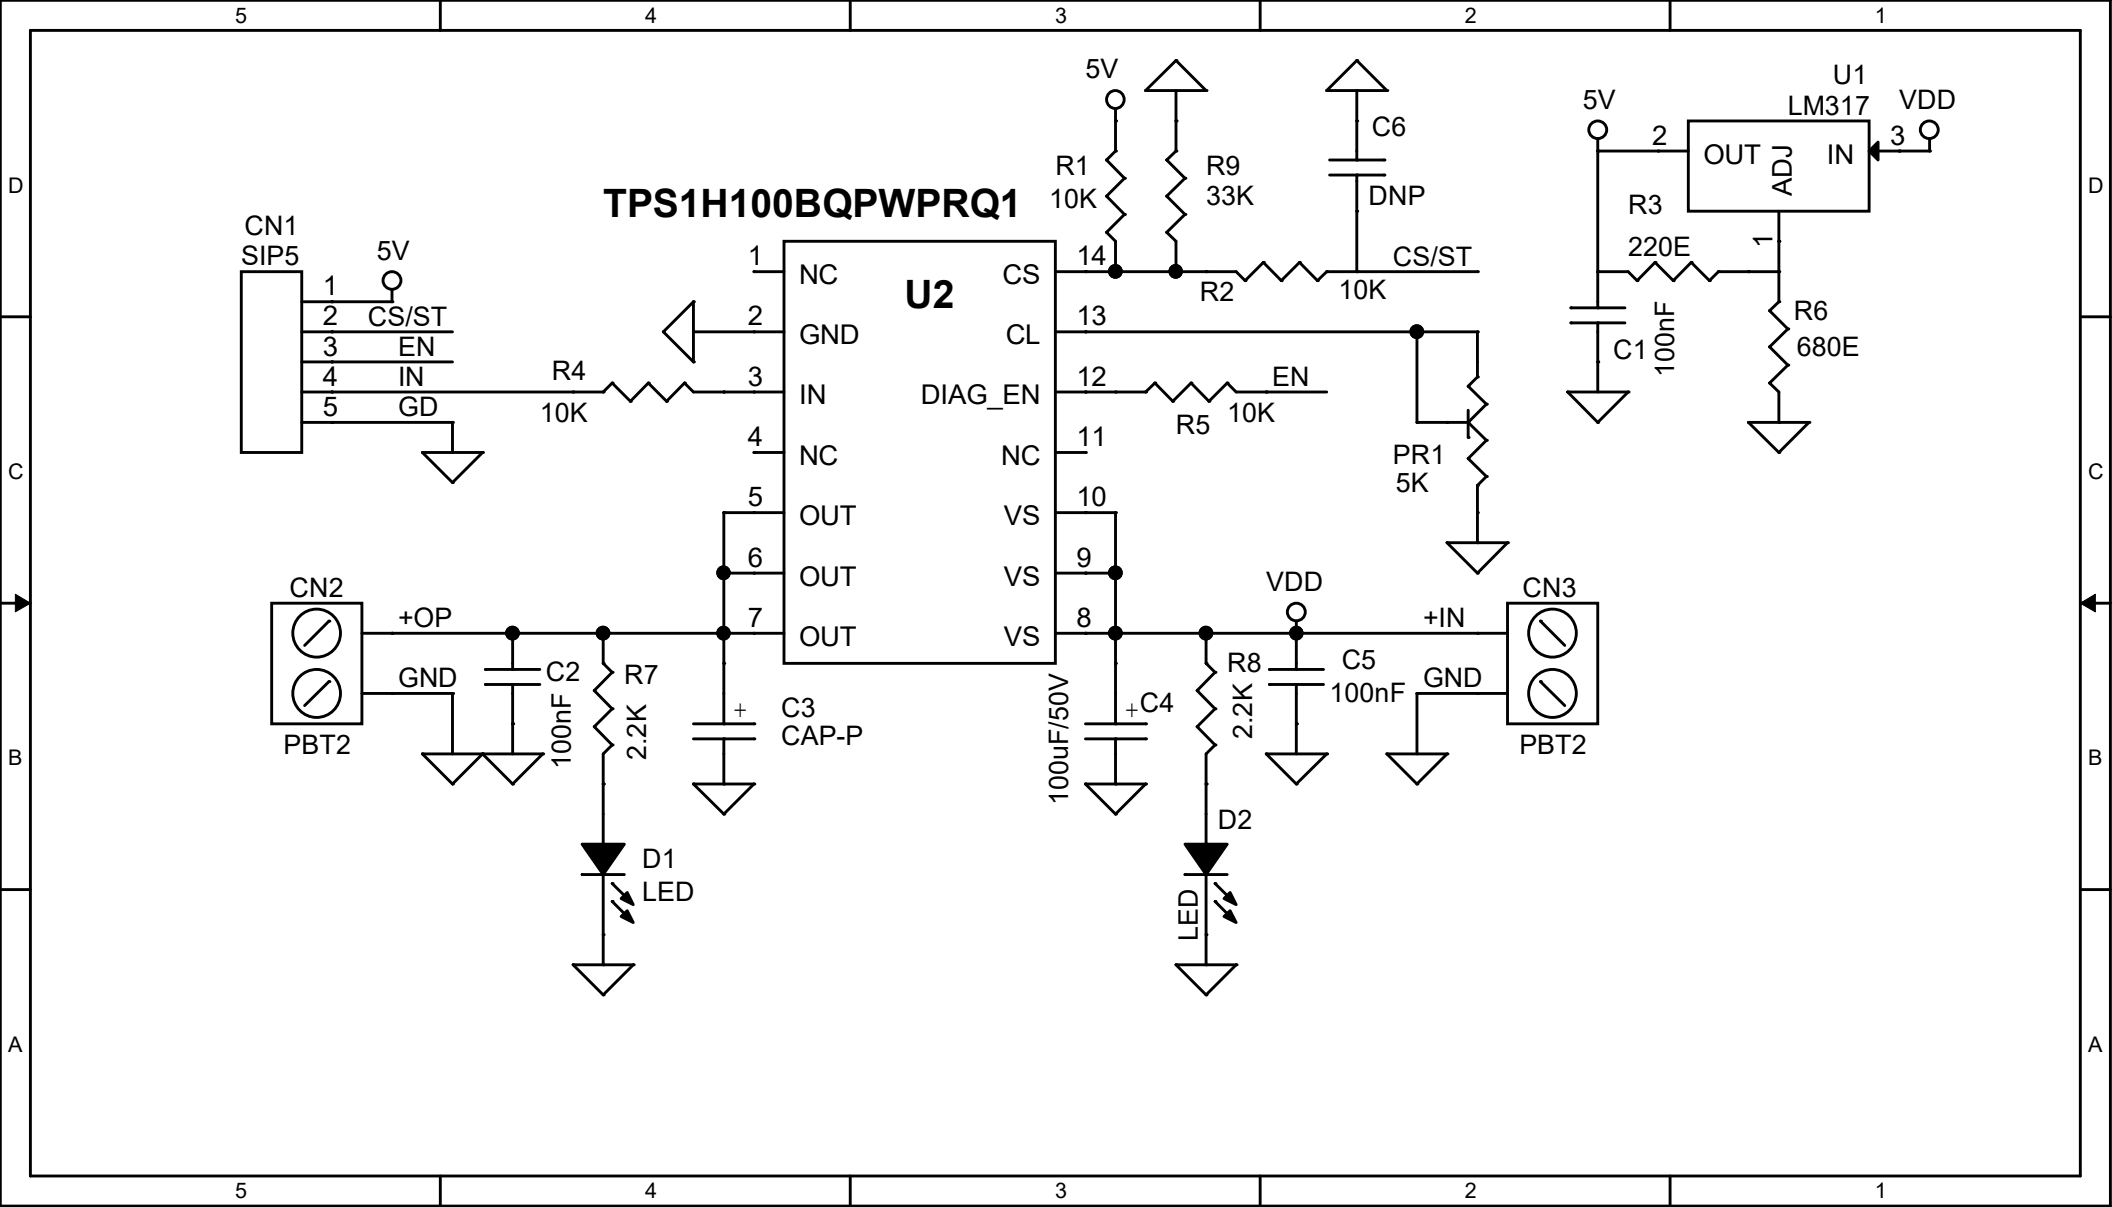 5 4 3 2 1
D
D
C
C
B
B
A
A
5V
U1
LM317
5V
VDD
2
OUT
ADJ
IN
3
1
R3
220E
R6
680E
C1
100nF
C6
DNP
R1
10K
R9
33K
TPS1H100BQPWPRQ1
CN1
SIP5
5V
1
2 CS/ST
3 EN
4 IN
5 GD
R4
10K
U2
1 NC
2 GND
3 IN
4 NC
5 OUT
6 OUT
7 OUT
CS 14
CL 13
DIAG_EN 12
NC 11
VS 10
VS 9
VS 8
R2
10K
CS/ST
R5
10K
EN
PR1
5K
CN2
+OP
GND
PBT2
C2
100nF
R7
2.2K
+
C3
CAP-P
D1
LED
+
C4
100uF/50V
R8
2.2K
D2
LED
VDD
C5
100nF
+IN
GND
CN3
PBT2
5 4 3 2 1